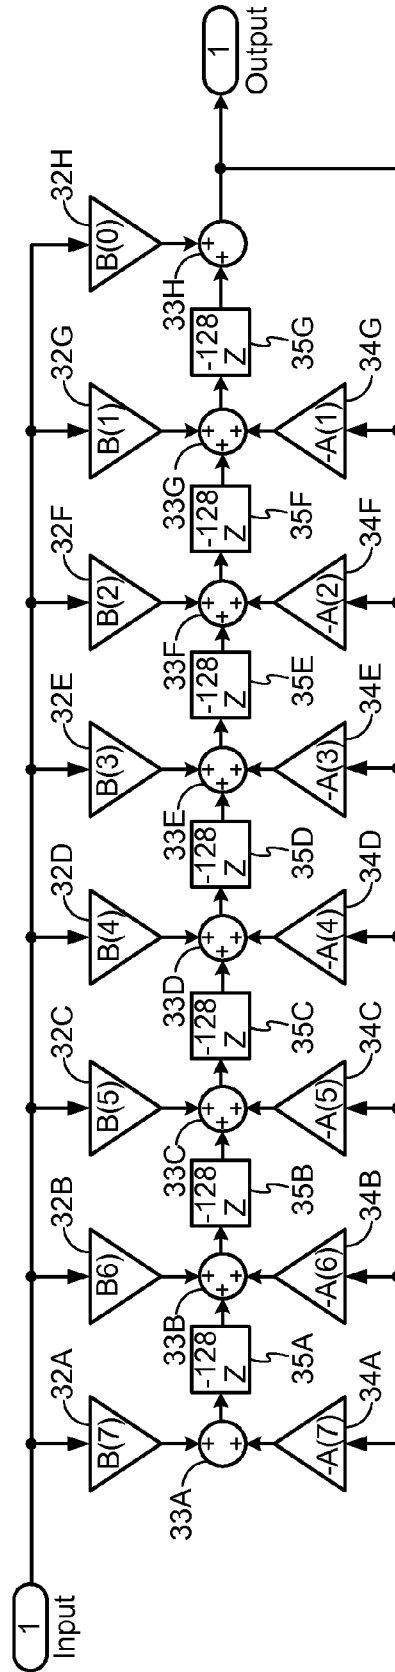 1
Input
32A
32B
32C
32D
32E
32F
32G
32H
B(7)
B6)
B(5)
B(4)
B(3)
B(2)
B(1)
B(0)
33A
33B
33C
33D
33E
33F
33G
33H
+ +
+ + +
+ + +
+ + +
+ + +
+ + +
+ + +
+ +
Z-128
Z-128
Z-128
Z-128
Z-128
Z-128
Z-128
35A
35B
35C
35D
35E
35F
35G
-A(7)
-A(6)
-A(5)
-A(4)
-A(3)
-A(2)
-A(1)
34A
34B
34C
34D
34E
34F
34G
1
Output